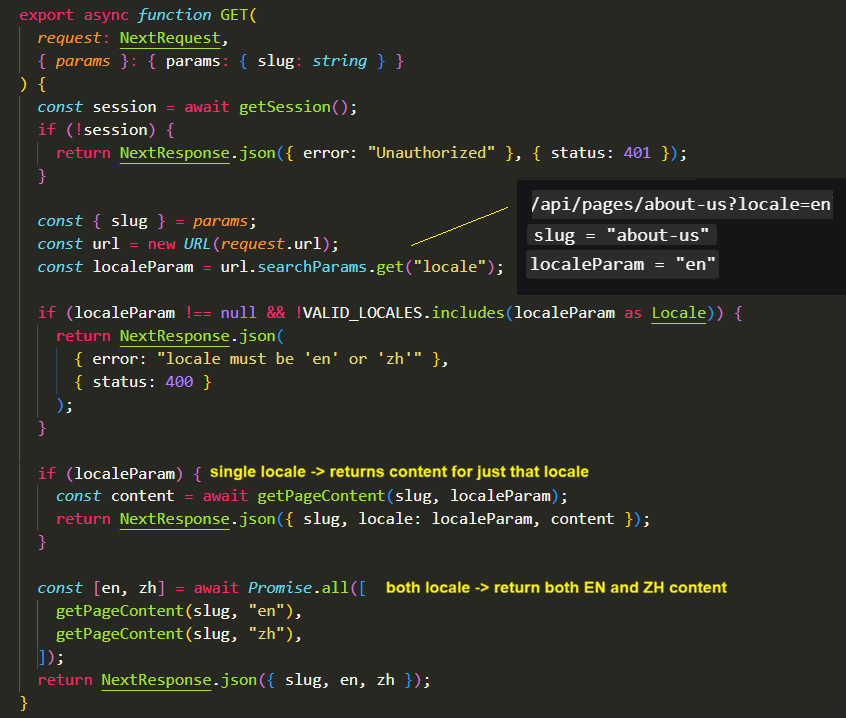 export async function GET(
request: NextRequest,
{ params }: { params: { slug: string } }
) {
const session = await getSession();
if (!session) {
return NextResponse.json({ error: "Unauthorized" }, { status: 401 });
}
const { slug } = params;
const url = new URL(request.url);
const localeParam = url.searchParams.get("locale");
/api/pages/about-us?locale=en
slug = "about-us"
localeParam = "en"
if (localeParam !== null && !VALID_LOCALES.includes(localeParam as Locale)) {
return NextResponse.json(
{ error: "locale must be 'en' or 'zh'" },
{ status: 400 }
);
}
if (localeParam) { single locale -> returns content for just that locale
const content = await getPageContent(slug, localeParam);
return NextResponse.json({ slug, locale: localeParam, content });
}
const [en, zh] = await Promise.all([ both locale -> return both EN and ZH content
getPageContent(slug, "en"),
getPageContent(slug, "zh"),
]);
return NextResponse.json({ slug, en, zh });
}